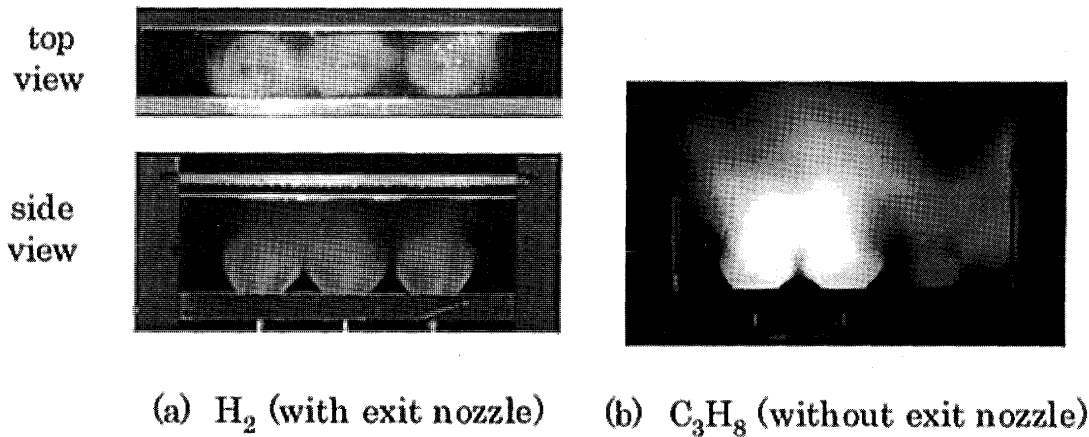 top
view
side
view
(a) H₂ (with exit nozzle)
(b) C₃H₈ (without exit nozzle)